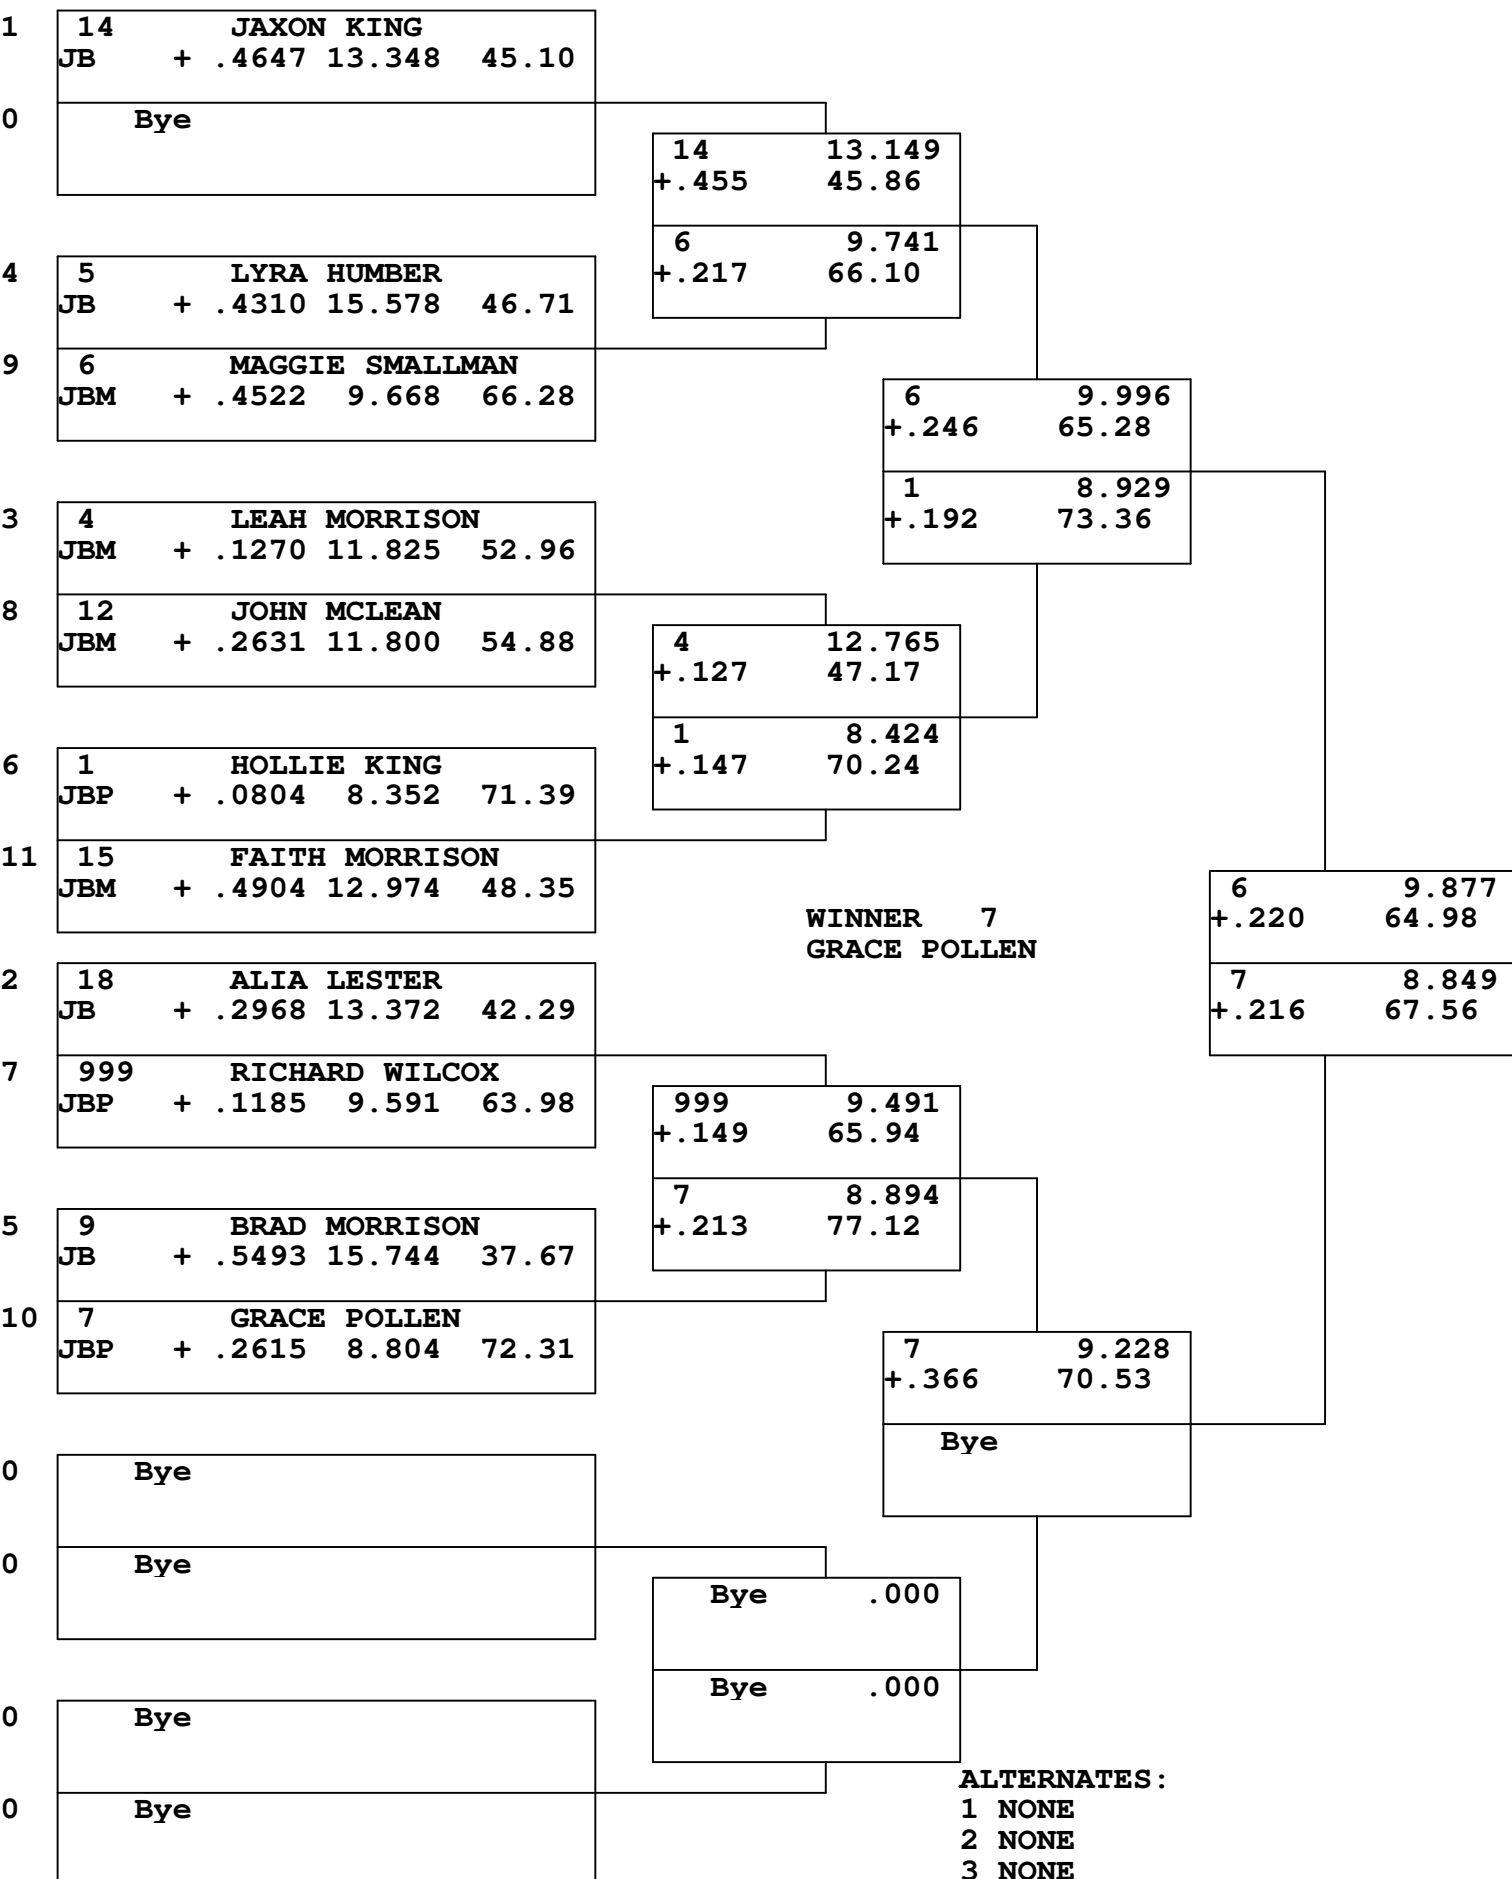 1 14 JAXON KING
JB + .4647 13.348 45.10
0 Bye
14 13.149
+.455 45.86
6 9.741
+.217 66.10
4 5 LYRA HUMBER
JB + .4310 15.578 46.71
9 6 MAGGIE SMALLMAN
JBM + .4522 9.668 66.28
6 9.996
+.246 65.28
1 8.929
+.192 73.36
3 4 LEAH MORRISON
JBM + .1270 11.825 52.96
8 12 JOHN MCLEAN
JBM + .2631 11.800 54.88
4 12.765
+.127 47.17
1 8.424
+.147 70.24
6 1 HOLLIE KING
JBP + .0804 8.352 71.39
11 15 FAITH MORRISON
JBM + .4904 12.974 48.35
WINNER 7
GRACE POLLEN
6 9.877
+.220 64.98
7 8.849
+.216 67.56
2 18 ALIA LESTER
JB + .2968 13.372 42.29
7 999 RICHARD WILCOX
JBP + .1185 9.591 63.98
999 9.491
+.149 65.94
7 8.894
+.213 77.12
5 9 BRAD MORRISON
JB + .5493 15.744 37.67
10 7 GRACE POLLEN
JBP + .2615 8.804 72.31
7 9.228
+.366 70.53
Bye
0 Bye
0 Bye
Bye .000
Bye .000
0 Bye
0 Bye
ALTERNATES:
1 NONE
2 NONE
3 NONE